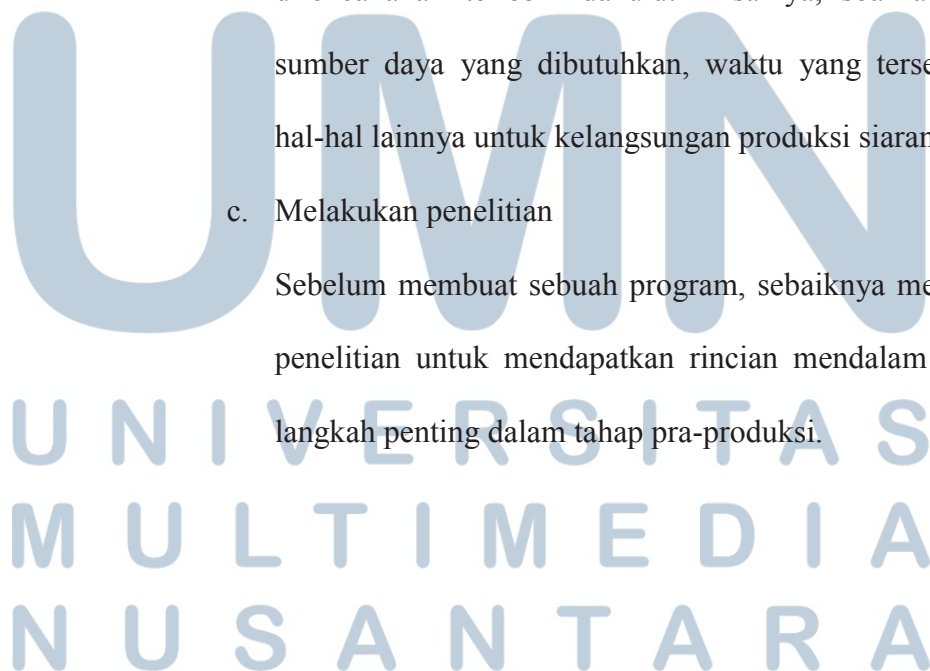 sumber daya yang dibutuhkan, waktu yang terse
hal-hal lainnya untuk kelangsungan produksi siaran
c. Melakukan penelitian
Sebelum membuat sebuah program, sebaiknya me
penelitian untuk mendapatkan rincian mendalam
langkah penting dalam tahap pra-produksi.
UMN
UNIVERSITAS
MULTIMEDIA
NUSANTARA